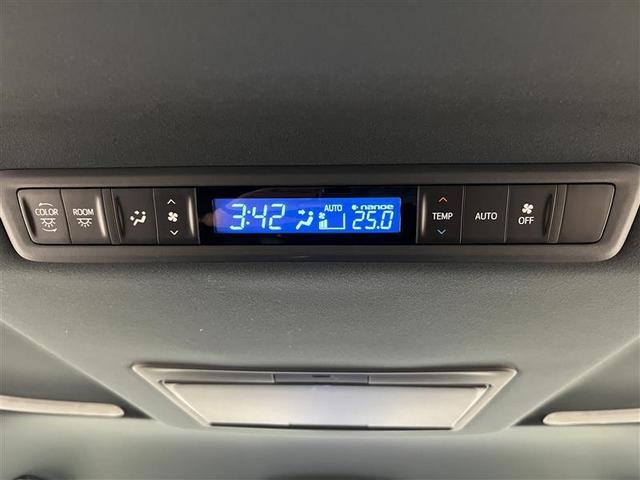 COLOR
ROOM
3:42
AUTO
nanoe
25.0
TEMP
AUTO
OFF